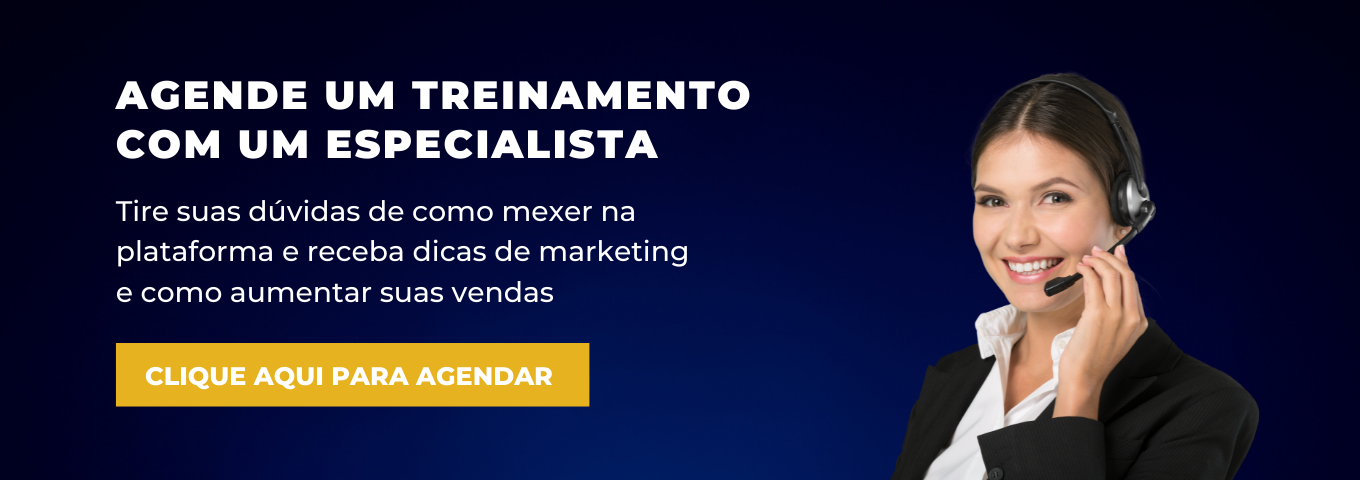 AGENDE UM TREINAMENTO
COM UM ESPECIALISTA
Tire suas dúvidas de como mexer na
plataforma e receba dicas de marketing
e como aumentar suas vendas
CLIQUE AQUI PARA AGENDAR